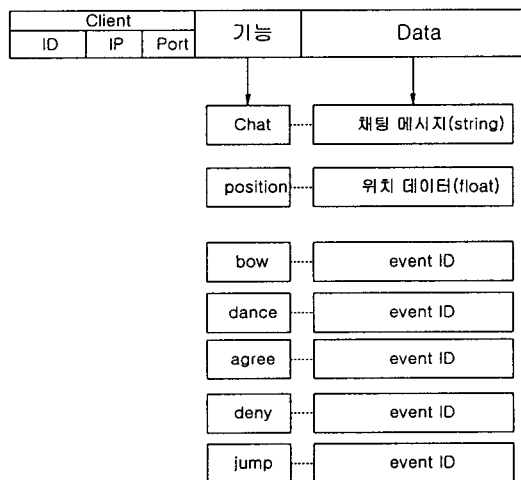 Client
ID IP Port 기능 Data
Chat 채팅 메시지(string)
position 위치 데이터(float)
bow event ID
dance event ID
agree event ID
deny event ID
jump event ID